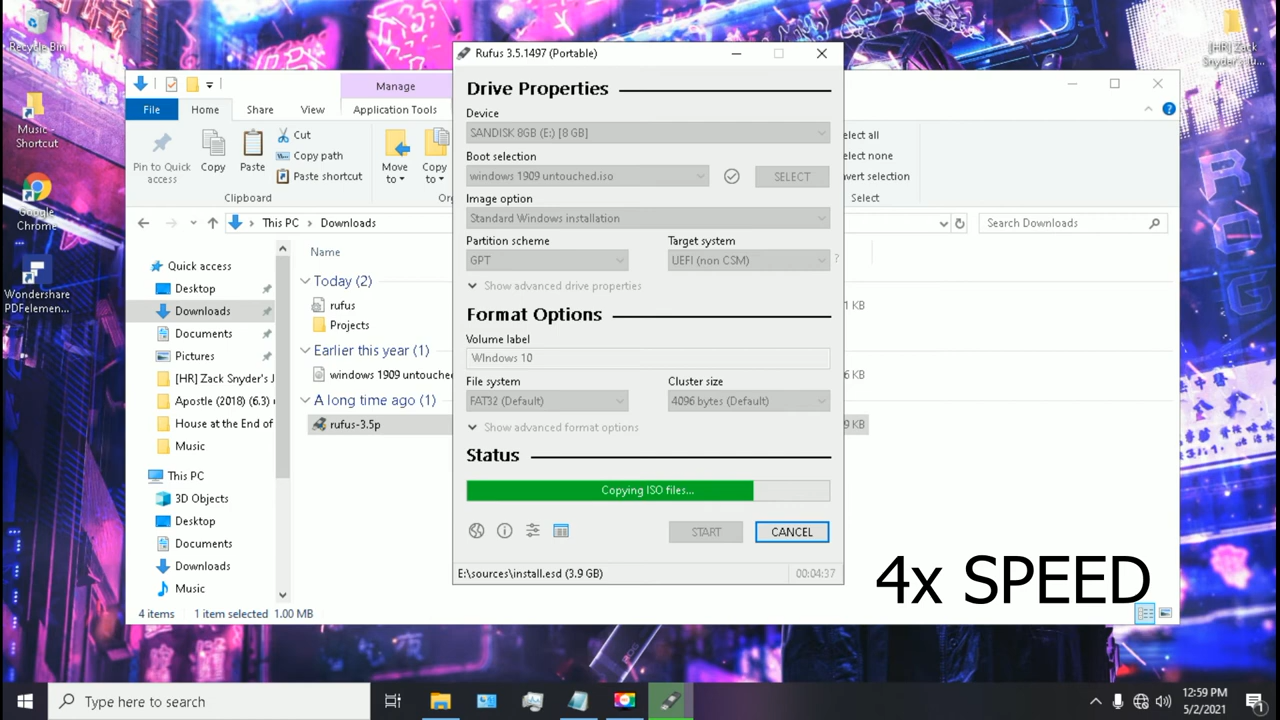 Recycle Bin
Music -
Shortcut
Google
Chrome
Wondershare
PDFelemen...
[HR] Zack
Snyder's Ju...
Manage
File
Home
Share
View
Application Tools
Pin to Quick
access
Copy
Paste
Cut
Copy path
Paste shortcut
Move
to
Copy
to
Clipboard
Org
elect all
elect none
nvert selection
Select
This PC > Downloads
Search Downloads
Quick access
Desktop
Downloads
Documents
Pictures
[HR] Zack Snyder's J
Apostle (2018) (6.3)
House at the End of
Music
This PC
3D Objects
Desktop
Documents
Downloads
Music
Name
Today (2)
rufus
1 KB
Projects
Earlier this year (1)
windows 1909 untouche
6 KB
A long time ago (1)
rufus-3.5p
9 KB
4 items
1 item selected 1.00 MB
Rufus 3.5.1497 (Portable)
Drive Properties
Device
SANDISK 8GB (E:) [8 GB]
Boot selection
windows 1909 untouched.iso
SELECT
Image option
Standard Windows installation
Partition scheme
Target system
GPT
UEFI (non CSM)
?
Show advanced drive properties
Format Options
Volume label
WIndows 10
File system
Cluster size
FAT32 (Default)
4096 bytes (Default)
Show advanced format options
Status
Copying ISO files...
START
CANCEL
E:\sources\install.esd (3.9 GB)
00:04:37
4x SPEED
ROG
Type here to search
12:59 PM
5/2/2021
1